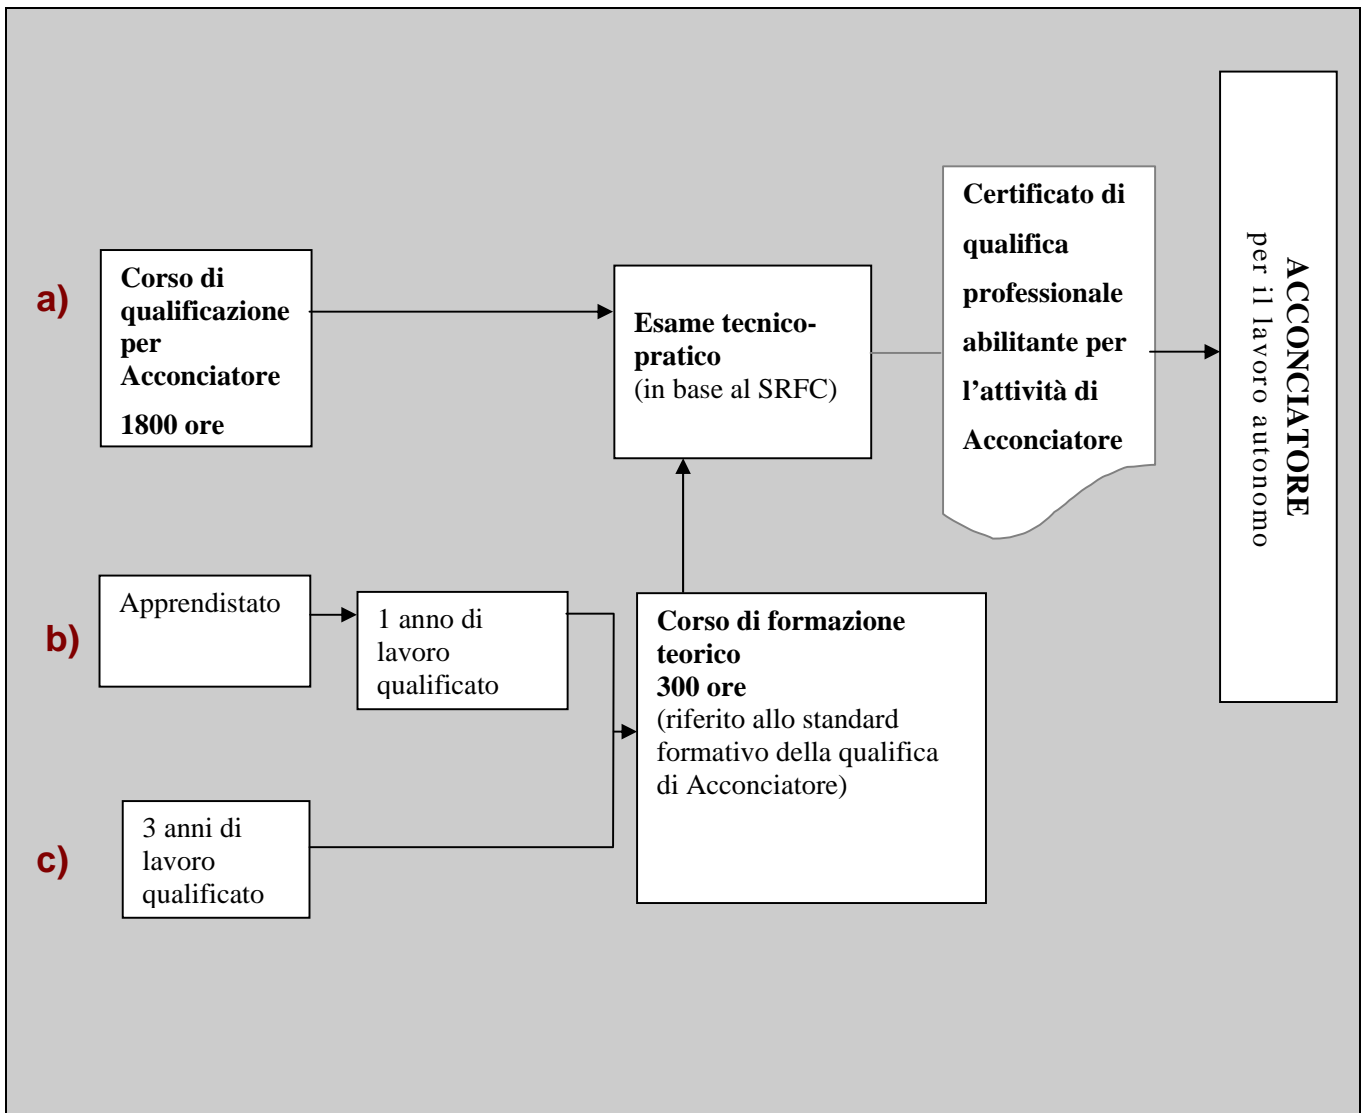 a)
Corso di
qualificazione
per
Acconciatore
1800 ore
Esame tecnico-
pratico
(in base al SRFC)
Certificato di
qualifica
professionale
abilitante per
l’attività di
Acconciatore
ACCONCIATORE
per il lavoro autonomo
b)
Apprendistato
1 anno di
lavoro
qualificato
Corso di formazione
teorico
300 ore
(riferito allo standard
formativo della qualifica
di Acconciatore)
c)
3 anni di
lavoro
qualificato